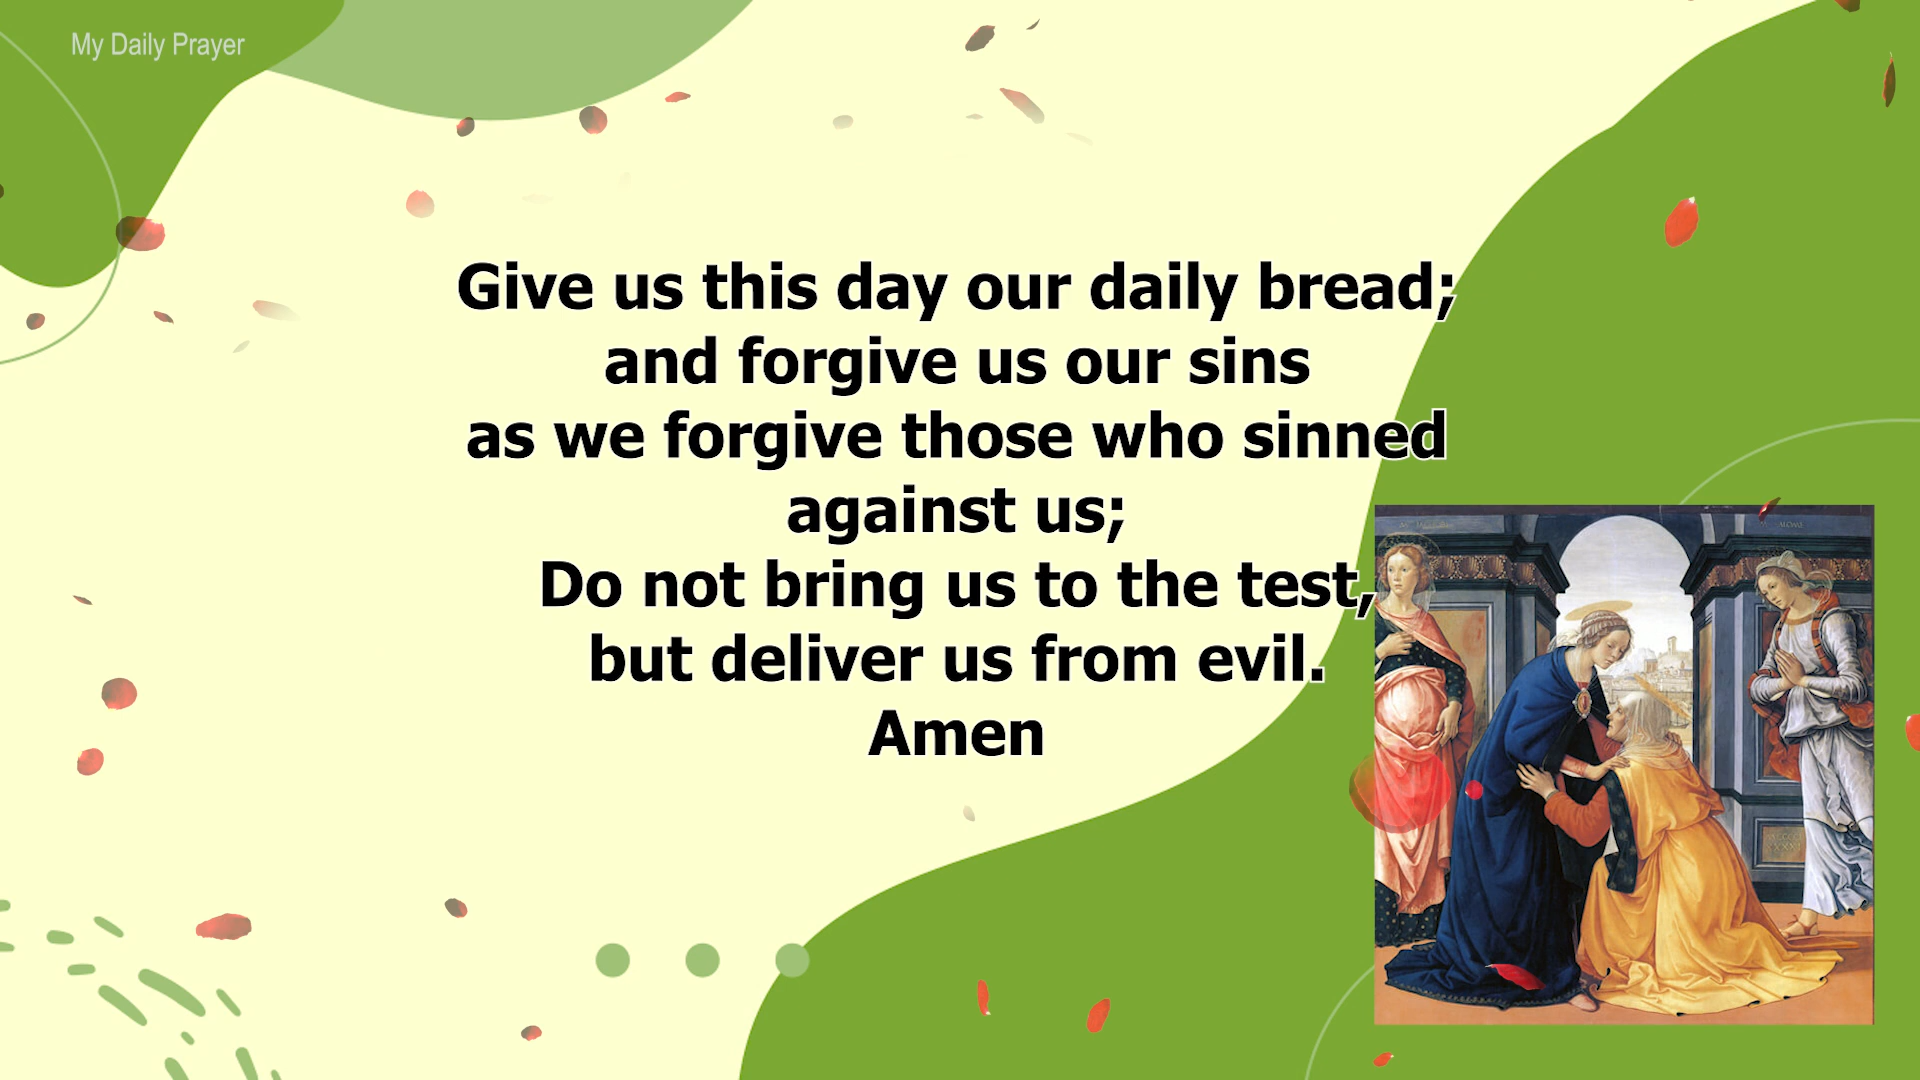 My Daily Prayer
Give us this day our daily bread;
and forgive us our sins
as we forgive those who sinned
against us;
Do not bring us to the test,
but deliver us from evil.
Amen